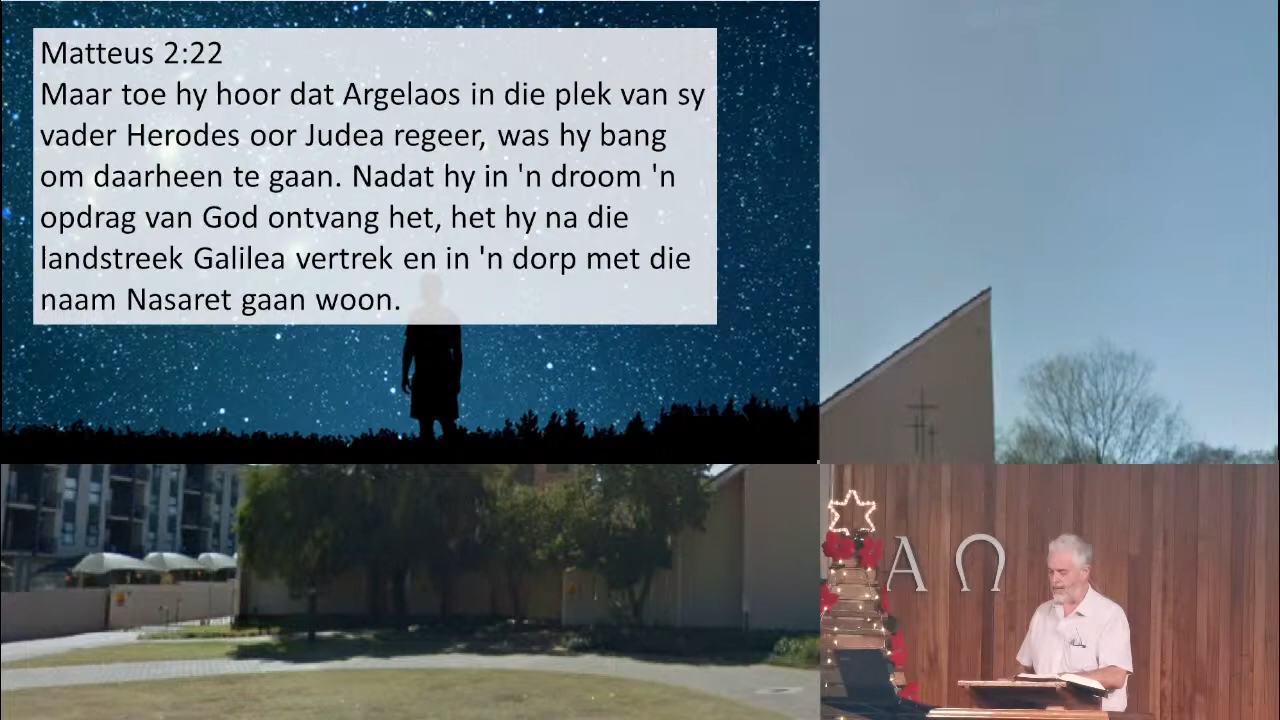 Matteus 2:22
Maar toe hy hoor dat Argelaos in die plek van sy
vader Herodes oor Judea regeer, was hy bang
om daarheen te gaan. Nadat hy in 'n droom 'n
opdrag van God ontvang het, het hy na die
landstreek Galilea vertrek en in 'n dorp met die
naam Nasaret gaan woon.
Α Ω